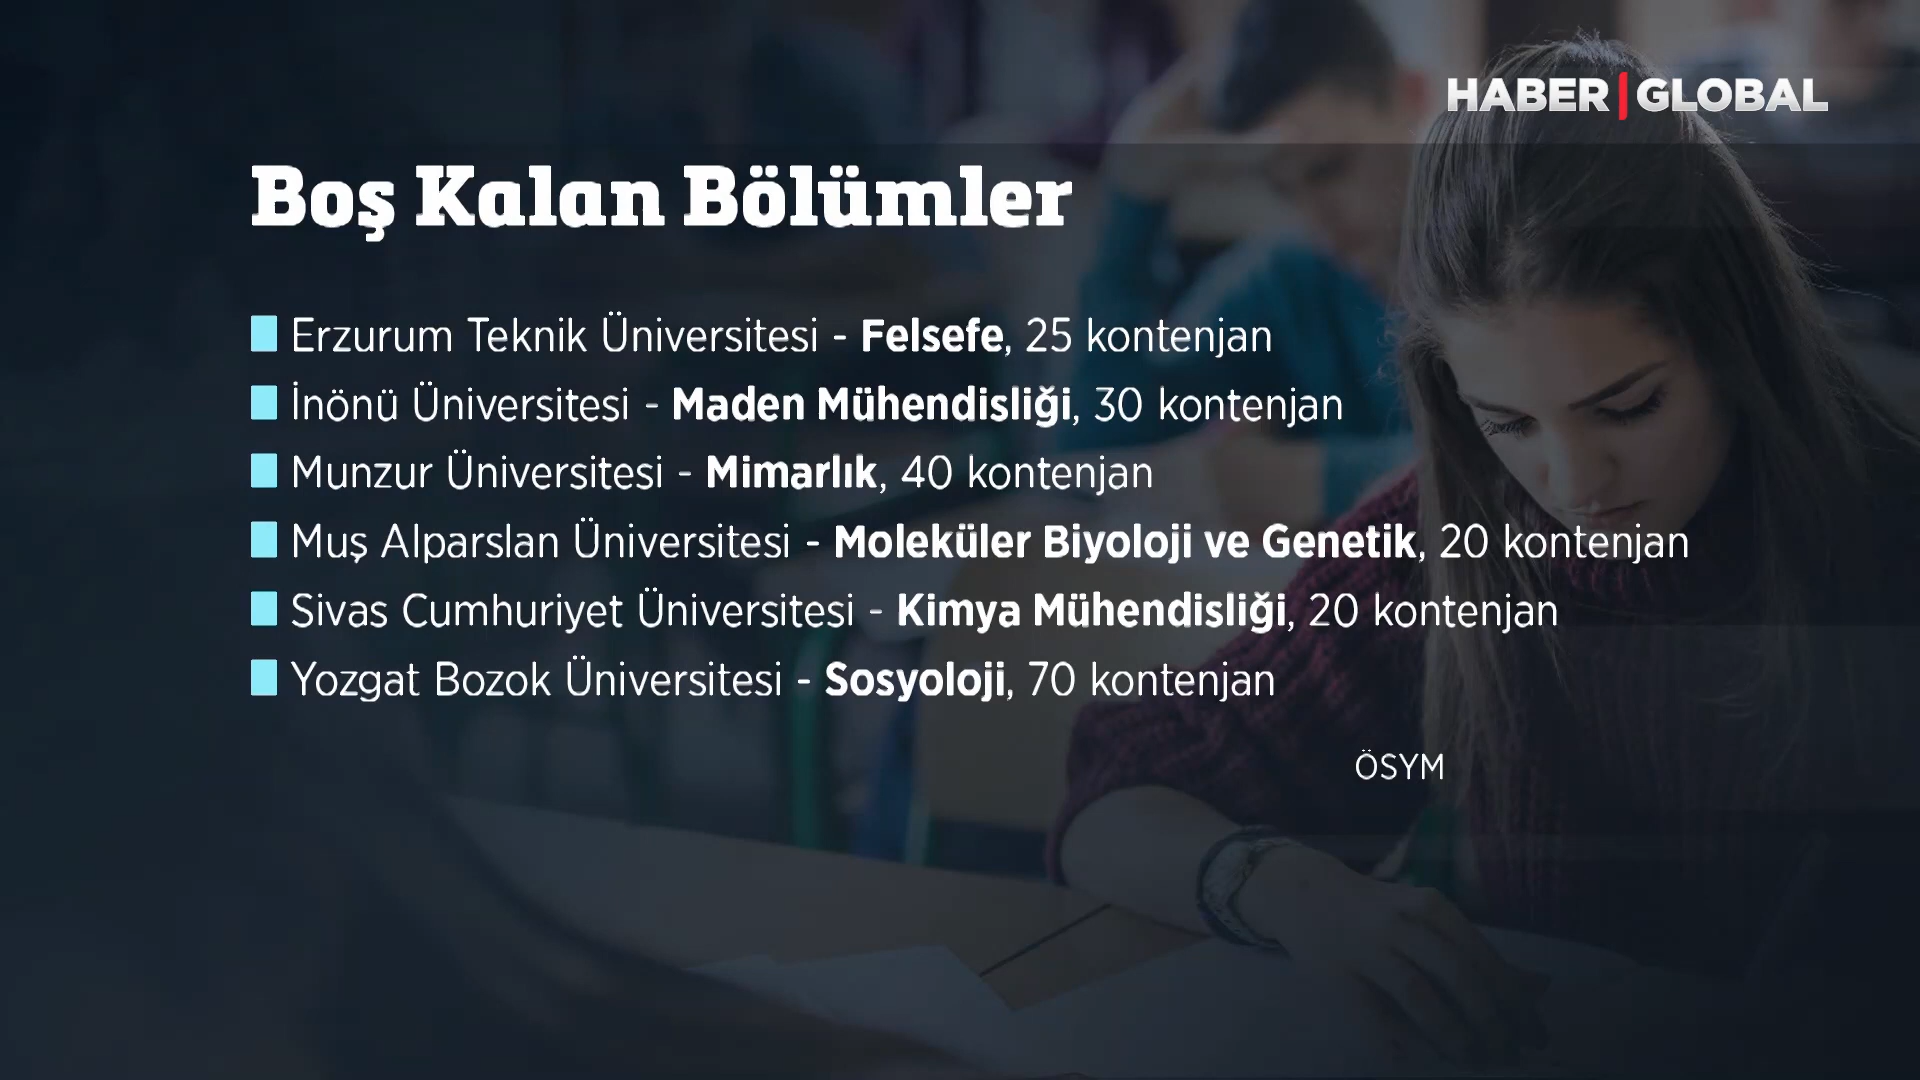 HABER | GLOBAL
Boş Kalan Bölümler
Erzurum Teknik Üniversitesi - Felsefe, 25 kontenjan
İnönü Üniversitesi - Maden Mühendisliği, 30 kontenjan
Munzur Üniversitesi - Mimarlık, 40 kontenjan
Muş Alparslan Üniversitesi - Moleküler Biyoloji ve Genetik, 20 kontenjan
Sivas Cumhuriyet Üniversitesi - Kimya Mühendisliği, 20 kontenjan
Yozgat Bozok Üniversitesi - Sosyoloji, 70 kontenjan
ÖSYM